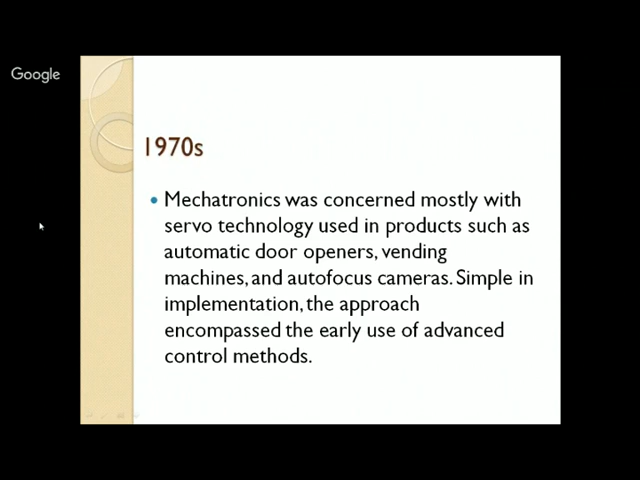 Google
1970s
Mechatronics was concerned mostly with
servo technology used in products such as
automatic door openers, vending
machines, and autofocus cameras. Simple in
implementation, the approach
encompassed the early use of advanced
control methods.